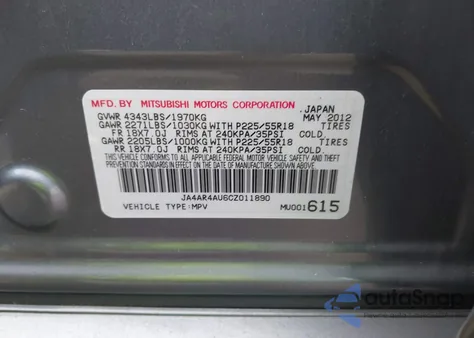 MFD. BY MITSUBISHI MOTORS CORPORATION JAPAN
GVWR 4343LBS/1970KG MAY 2012
GAWR 2271LBS/1030KG WITH P225/55R18 TIRES
FR 18X7.0J RIMS AT 240KPA/35PSI COLD.
GAWR 2205LBS/1000KG WITH P225/55R18 TIRES
RR 18X7.0J RIMS AT 240KPA/35PSI COLD.
THIS VEHICLE CONFORMS TO ALL APPLICABLE FEDERAL MOTOR VEHICLE SAFETY AND
THEFT PREVENTION STANDARDS IN EFFECT ON THE DATE OF MANUFACTURE SHOWN ABOVE.
JA4AR4AU6CZ011890
VEHICLE TYPE:MPV MU001615
autoSnap